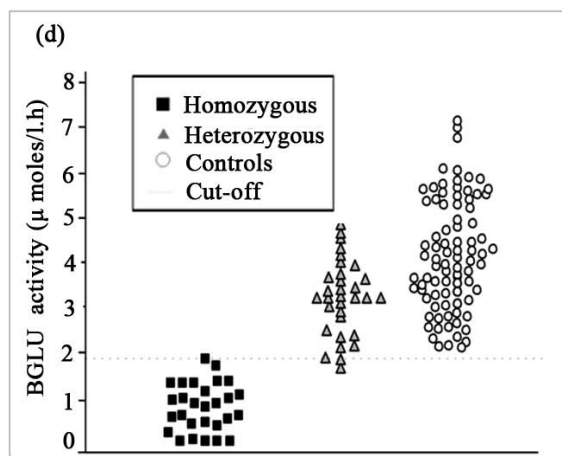 (d)
8
7
6
5
4
3
2
1
0
BGLU activity (μ moles/l.h)
Homozygous
Heterozygous
Controls
Cut-off